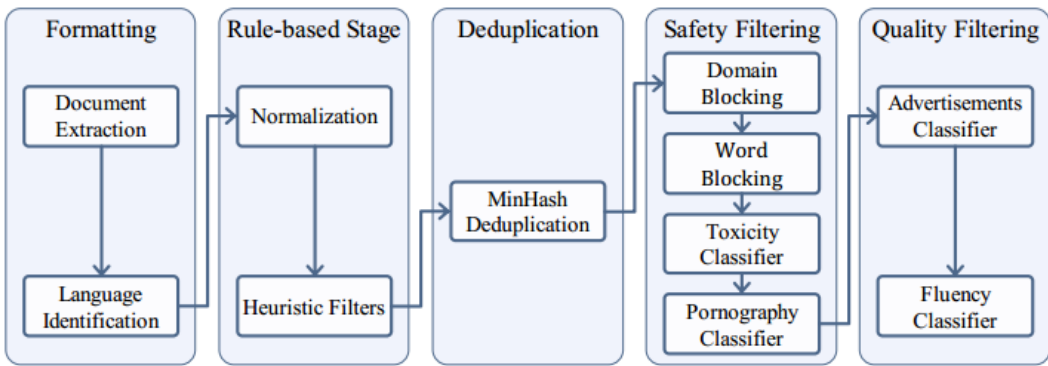 Formatting
Document
Extraction
Language
Identification
Rule-based Stage
Normalization
Heuristic Filters
Deduplication
MinHash
Deduplication
Safety Filtering
Domain
Blocking
Word
Blocking
Toxicity
Classifier
Pornography
Classifier
Quality Filtering
Advertisements
Classifier
Fluency
Classifier